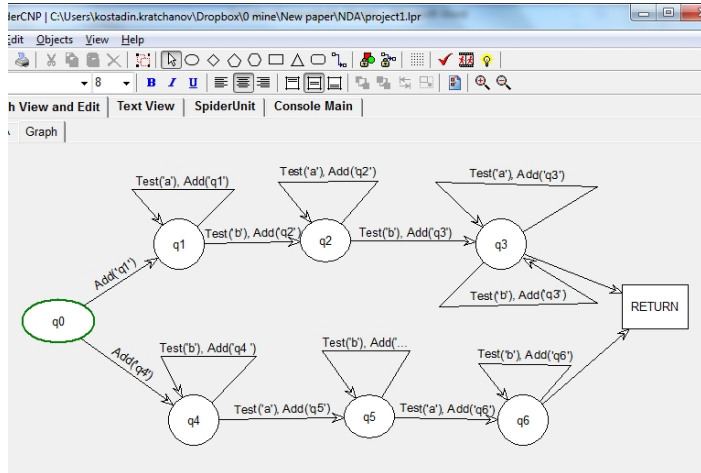 derCNP | C:\Users\kostadin.kratchanov\Dropbox\0 mine\New paper\NDA\project1.lpr
Edit Objects View Help
8 B I U
h View and Edit Text View SpiderUnit Console Main
Graph
Test('a'), Add('q1')
Test('a'), Add('q2')
Test('a'), Add('q3')
q1
Test('b'), Add('q2')
q2
Test('b'), Add('q3')
q3
Add('q1')
Test('b'), Add('q3')
RETURN
q0
Add('q4')
Test('b'), Add('q4 ')
Test('b'), Add('...
Test('b'), Add('q6')
q4
Test('a'), Add('q5')
q5
Test('a'), Add('q6')
q6